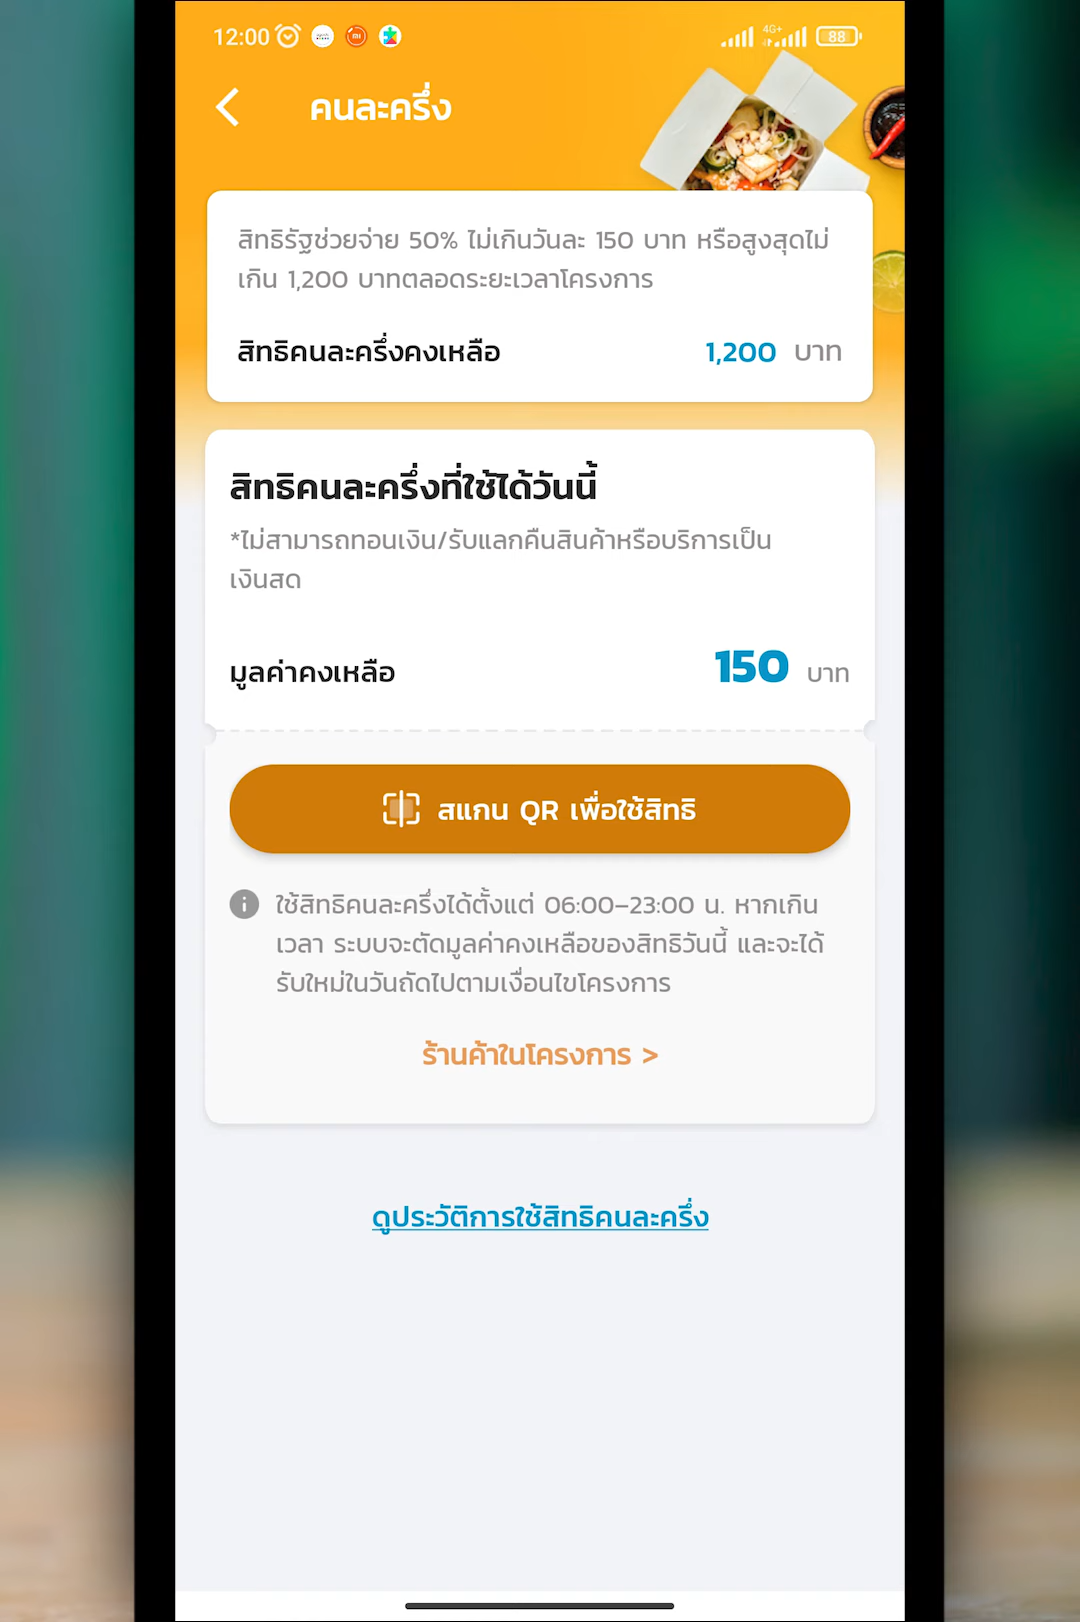 12:00
4G+
88
คนละครึ่ง
สิทธิรัฐช่วยจ่าย 50% ไม่เกินวันละ 150 บาท หรือสูงสุดไม่
เกิน 1,200 บาทตลอดระยะเวลาโครงการ
สิทธิคนละครึ่งคงเหลือ 1,200 บาท
สิทธิคนละครึ่งที่ใช้ได้วันนี้
*ไม่สามารถทอนเงิน/รับแลกคืนสินค้าหรือบริการเป็น
เงินสด
มูลค่าคงเหลือ 150 บาท
สแกน QR เพื่อใช้สิทธิ
ใช้สิทธิคนละครึ่งได้ตั้งแต่ 06:00–23:00 น. หากเกิน
เวลา ระบบจะตัดมูลค่าคงเหลือของสิทธิวันนี้ และจะได้
รับใหม่ในวันถัดไปตามเงื่อนไขโครงการ
ร้านค้าในโครงการ >
ดูประวัติการใช้สิทธิคนละครึ่ง